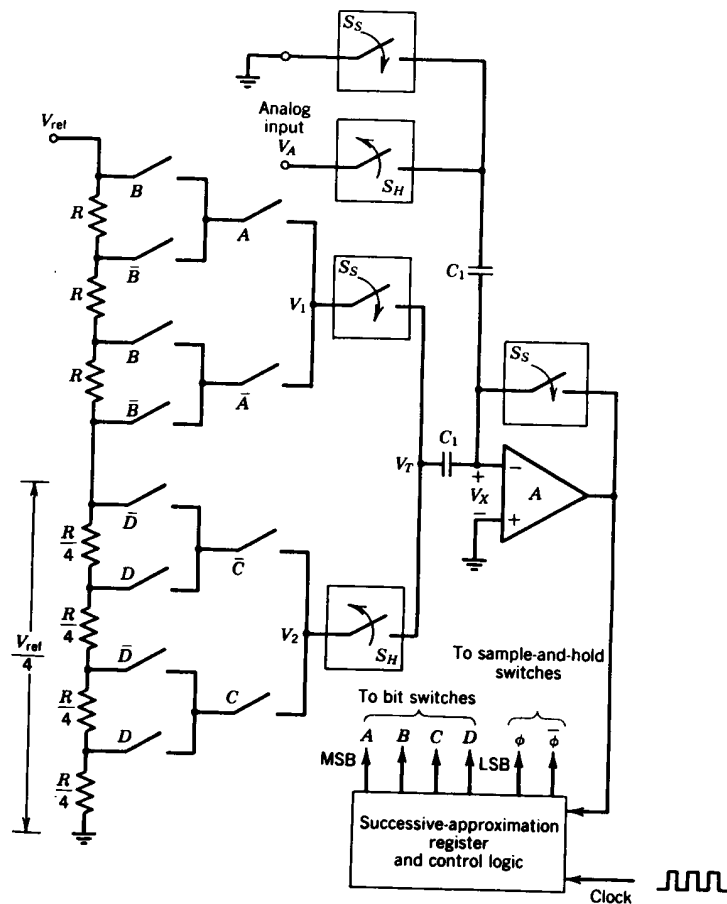 S_S
Analog
input
V_A
S_H
V_ref
B
R
A
B̅
R
C_1
S_S
V_1
B
R
A̅
B̅
S_S
C_1
V_T
+
V_X
−
−
A
+
D̅
R/4
C̅
D
R/4
V_ref/4
V_2
S_H
D̅
R/4
C
D
R/4
To sample-and-hold
switches
To bit switches
A B C D ϕ ϕ̅
MSB
LSB
Successive-approximation
register
and control logic
Clock